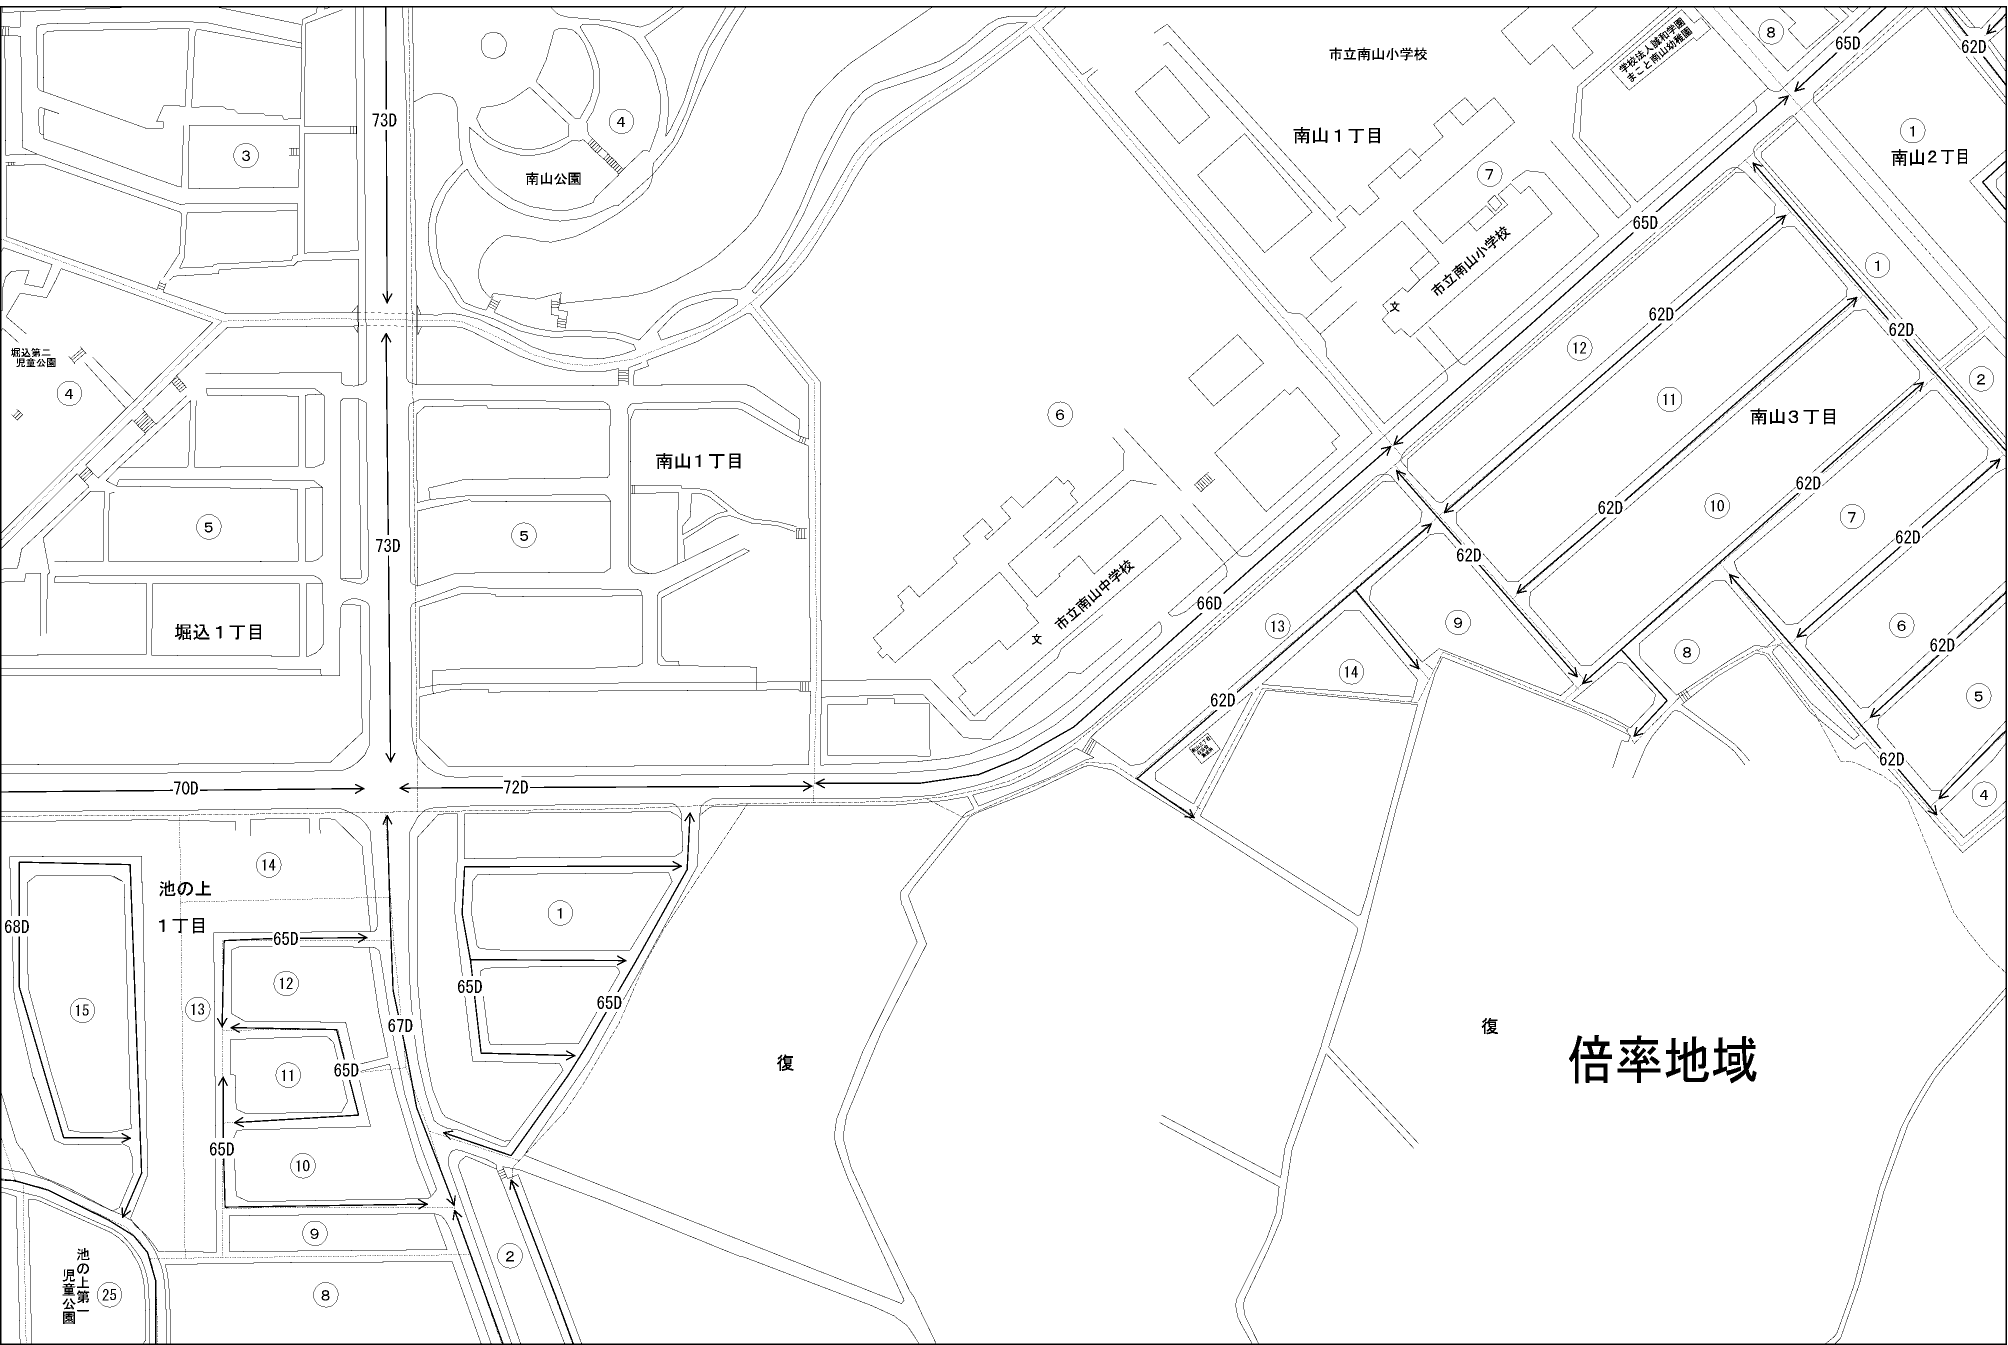 学校法人誠和学園
まこと南山幼稚園
8
65D
62D
市立南山小学校
73D
4
3
南山公園
南山1丁目
7
1
南山2丁目
65D
市立南山小学校
文
1
62D
62D
12
2
堀込第二
児童公園
4
11
6
南山3丁目
南山1丁目
62D
62D
10
7
5
5
73D
62D
62D
市立南山中学校
文
66D
13
9
6
堀込1丁目
8
62D
14
5
62D
62D
4
70D
72D
14
池の上
1丁目
1
68D
65D
12
65D
65D
15
13
67D
復
復
倍率地域
11
65D
65D
10
9
2
池の上第一
児童公園
25
8